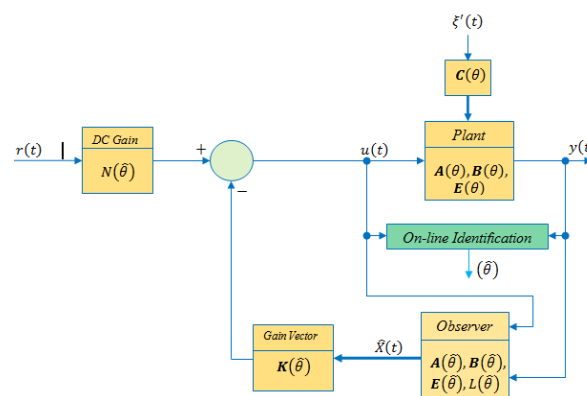 ξ′(t)
C(θ)
DC Gain
N(θ̂)
r(t)
+
−
u(t)
Plant
A(θ), B(θ),
E(θ)
y(t
On-line Identification
(θ̂)
Gain Vector
K(θ̂)
X̂(t)
Observer
A(θ̂), B(θ̂),
E(θ̂), L(θ̂)